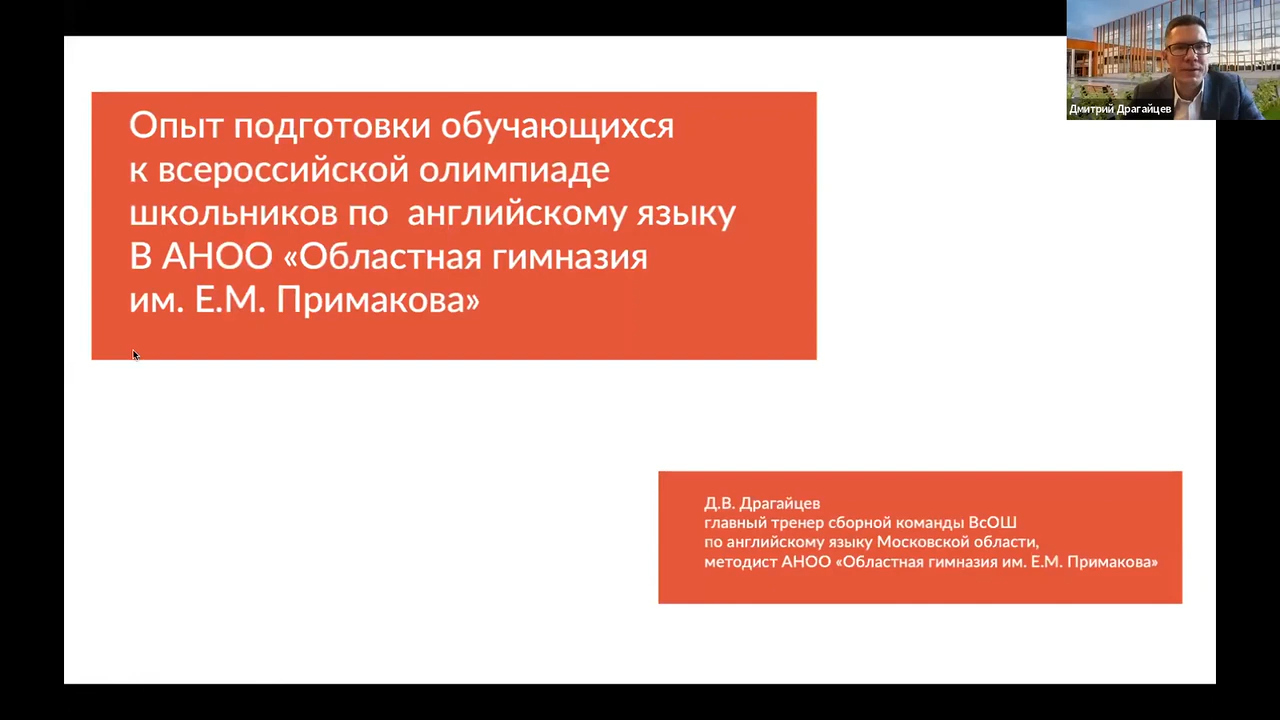 Дмитрий Драгайцев
Опыт подготовки обучающихся
к всероссийской олимпиаде
школьников по английскому языку
В АНОО «Областная гимназия
им. Е.М. Примакова»
Д.В. Драгайцев
главный тренер сборной команды ВсОШ
по английскому языку Московской области,
методист АНОО «Областная гимназия им. Е.М. Примакова»